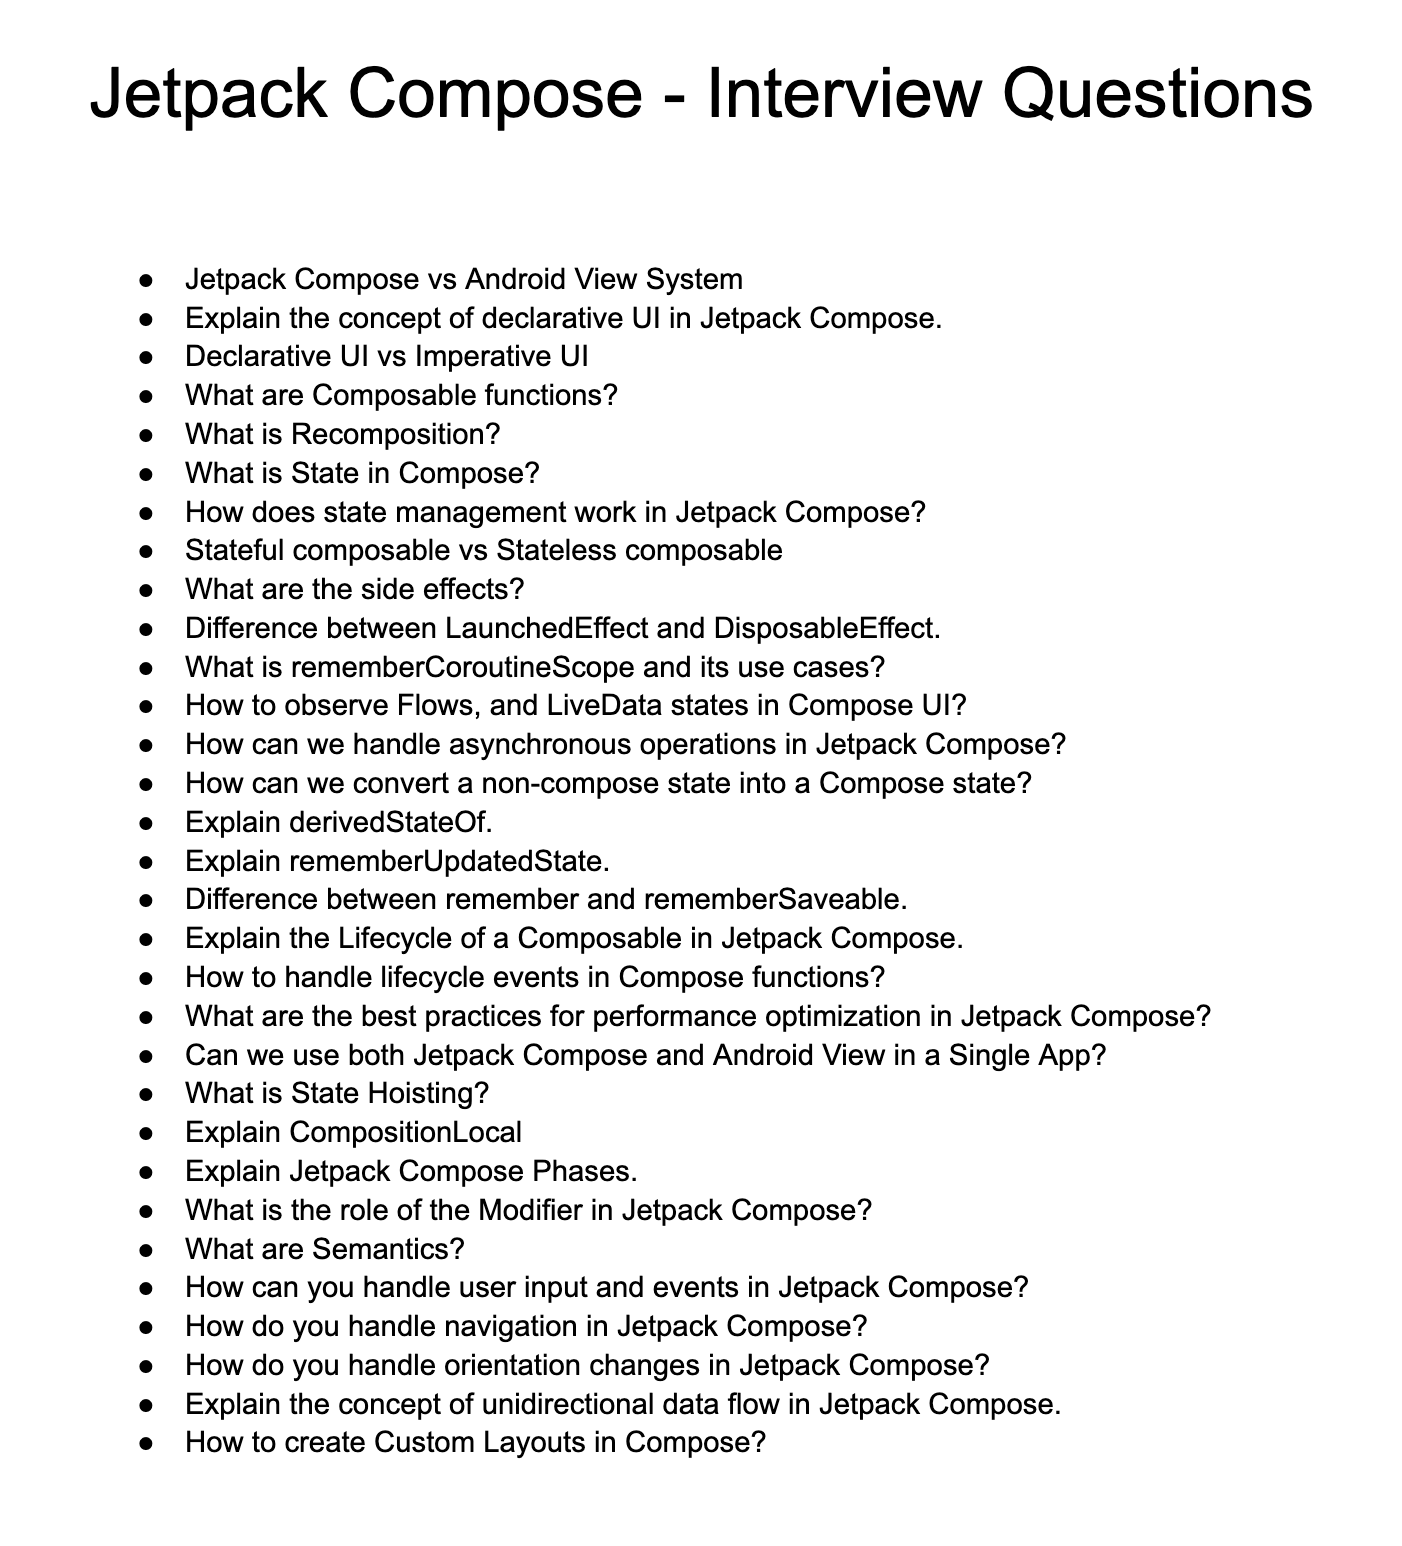 Jetpack Compose - Interview Questions
● Jetpack Compose vs Android View System
● Explain the concept of declarative UI in Jetpack Compose.
● Declarative UI vs Imperative UI
● What are Composable functions?
● What is Recomposition?
● What is State in Compose?
● How does state management work in Jetpack Compose?
● Stateful composable vs Stateless composable
● What are the side effects?
● Difference between LaunchedEffect and DisposableEffect.
● What is rememberCoroutineScope and its use cases?
● How to observe Flows, and LiveData states in Compose UI?
● How can we handle asynchronous operations in Jetpack Compose?
● How can we convert a non-compose state into a Compose state?
● Explain derivedStateOf.
● Explain rememberUpdatedState.
● Difference between remember and rememberSaveable.
● Explain the Lifecycle of a Composable in Jetpack Compose.
● How to handle lifecycle events in Compose functions?
● What are the best practices for performance optimization in Jetpack Compose?
● Can we use both Jetpack Compose and Android View in a Single App?
● What is State Hoisting?
● Explain CompositionLocal
● Explain Jetpack Compose Phases.
● What is the role of the Modifier in Jetpack Compose?
● What are Semantics?
● How can you handle user input and events in Jetpack Compose?
● How do you handle navigation in Jetpack Compose?
● How do you handle orientation changes in Jetpack Compose?
● Explain the concept of unidirectional data flow in Jetpack Compose.
● How to create Custom Layouts in Compose?